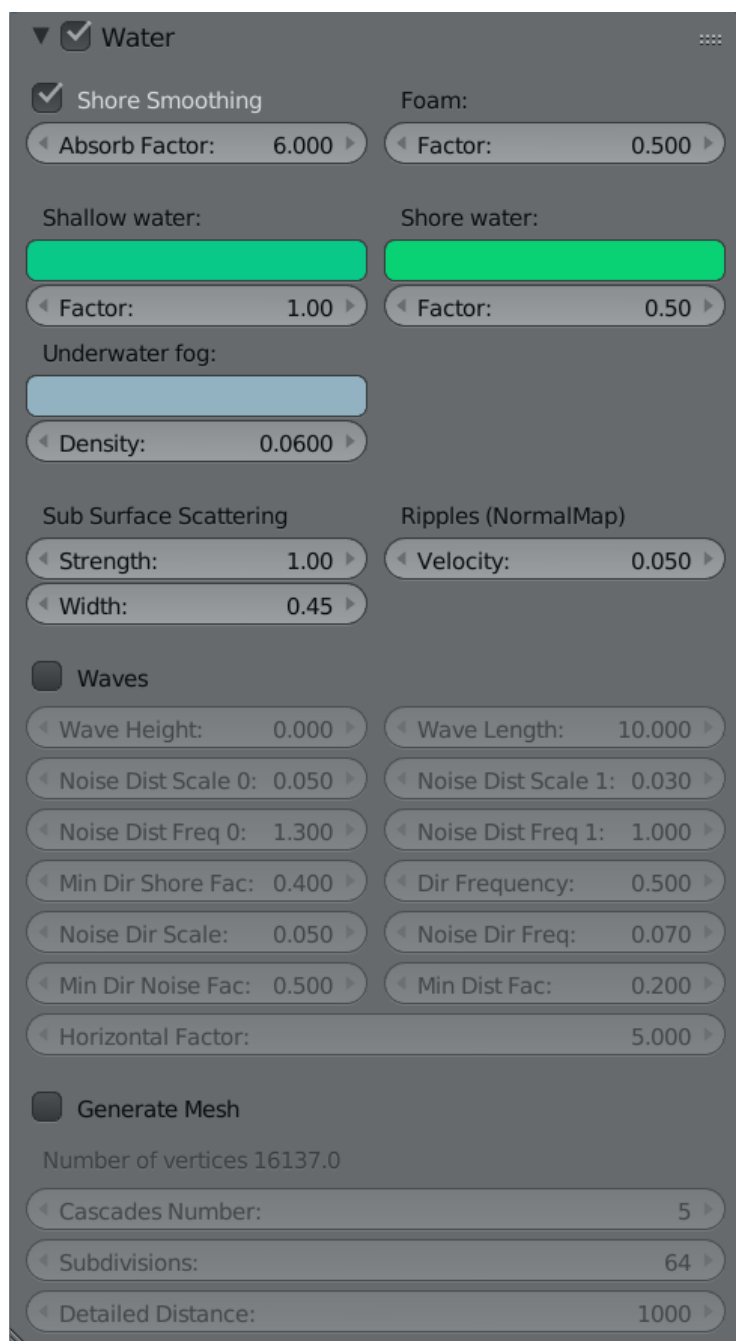 Water
Shore Smoothing Foam:
Absorb Factor: 6.000 Factor: 0.500
Shallow water: Shore water:
Factor: 1.00 Factor: 0.50
Underwater fog:
Density: 0.0600
Sub Surface Scattering Ripples (NormalMap)
Strength: 1.00 Velocity: 0.050
Width: 0.45
Waves
Wave Height: 0.000 Wave Length: 10.000
Noise Dist Scale 0: 0.050 Noise Dist Scale 1: 0.030
Noise Dist Freq 0: 1.300 Noise Dist Freq 1: 1.000
Min Dir Shore Fac: 0.400 Dir Frequency: 0.500
Noise Dir Scale: 0.050 Noise Dir Freq: 0.070
Min Dir Noise Fac: 0.500 Min Dist Fac: 0.200
Horizontal Factor: 5.000
Generate Mesh
Number of vertices 16137.0
Cascades Number: 5
Subdivisions: 64
Detailed Distance: 1000